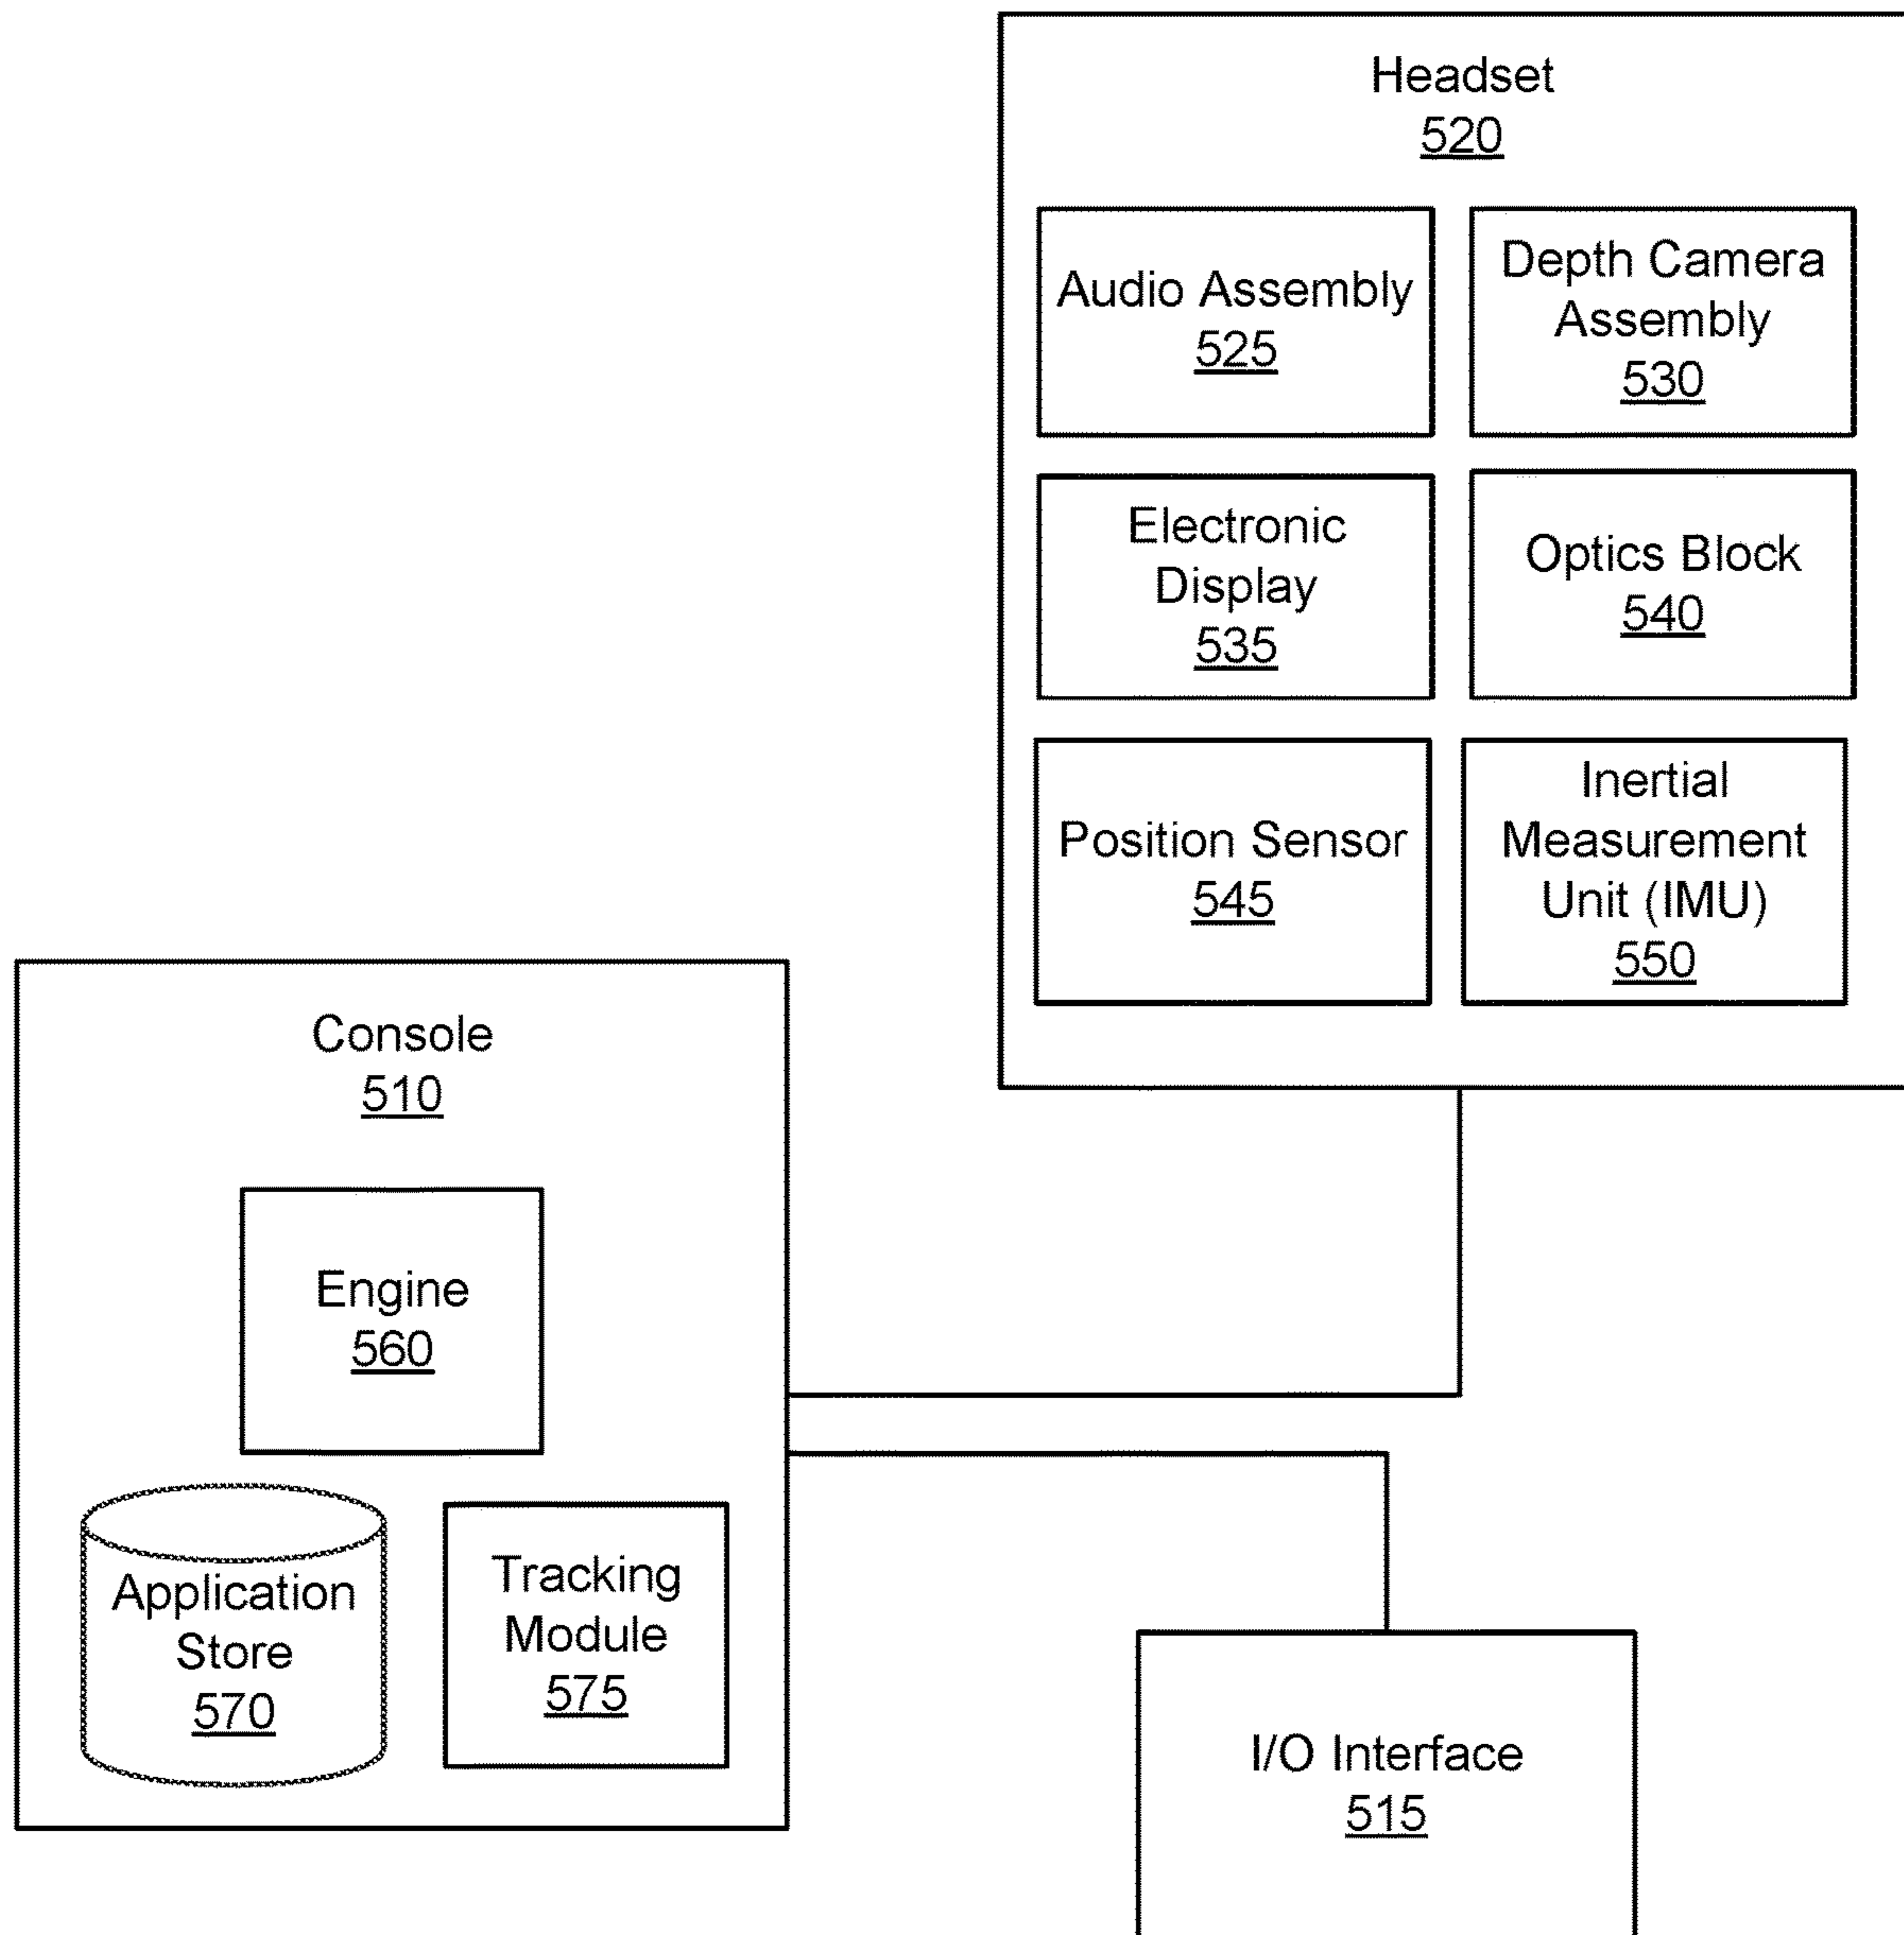 Headset
520
Audio Assembly
525
Depth Camera
Assembly
530
Electronic
Display
535
Optics Block
540
Position Sensor
545
Inertial
Measurement
Unit (IMU)
550
Console
510
Engine
560
Application
Store
570
Tracking
Module
575
I/O Interface
515